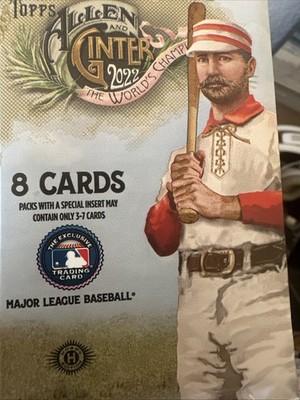 TOPPS
ALLEN
AND
GINTER
2022
THE WORLD'S CHAMPI
8 CARDS
PACKS WITH A SPECIAL INSERT MAY
CONTAIN ONLY 3-7 CARDS
THE EXCLUSIVE
TRADING
CARD
MAJOR LEAGUE BASEBALL®
H